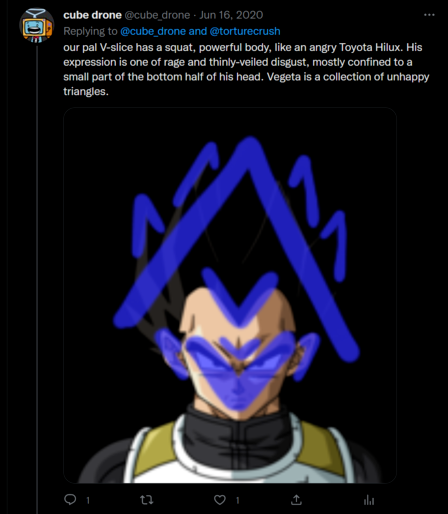 cube drone @cube_drone · Jun 16, 2020
Replying to @cube_drone and @torturecrush
our pal V-slice has a squat, powerful body, like an angry Toyota Hilux. His
expression is one of rage and thinly-veiled disgust, mostly confined to a
small part of the bottom half of his head. Vegeta is a collection of unhappy
triangles.
1 1